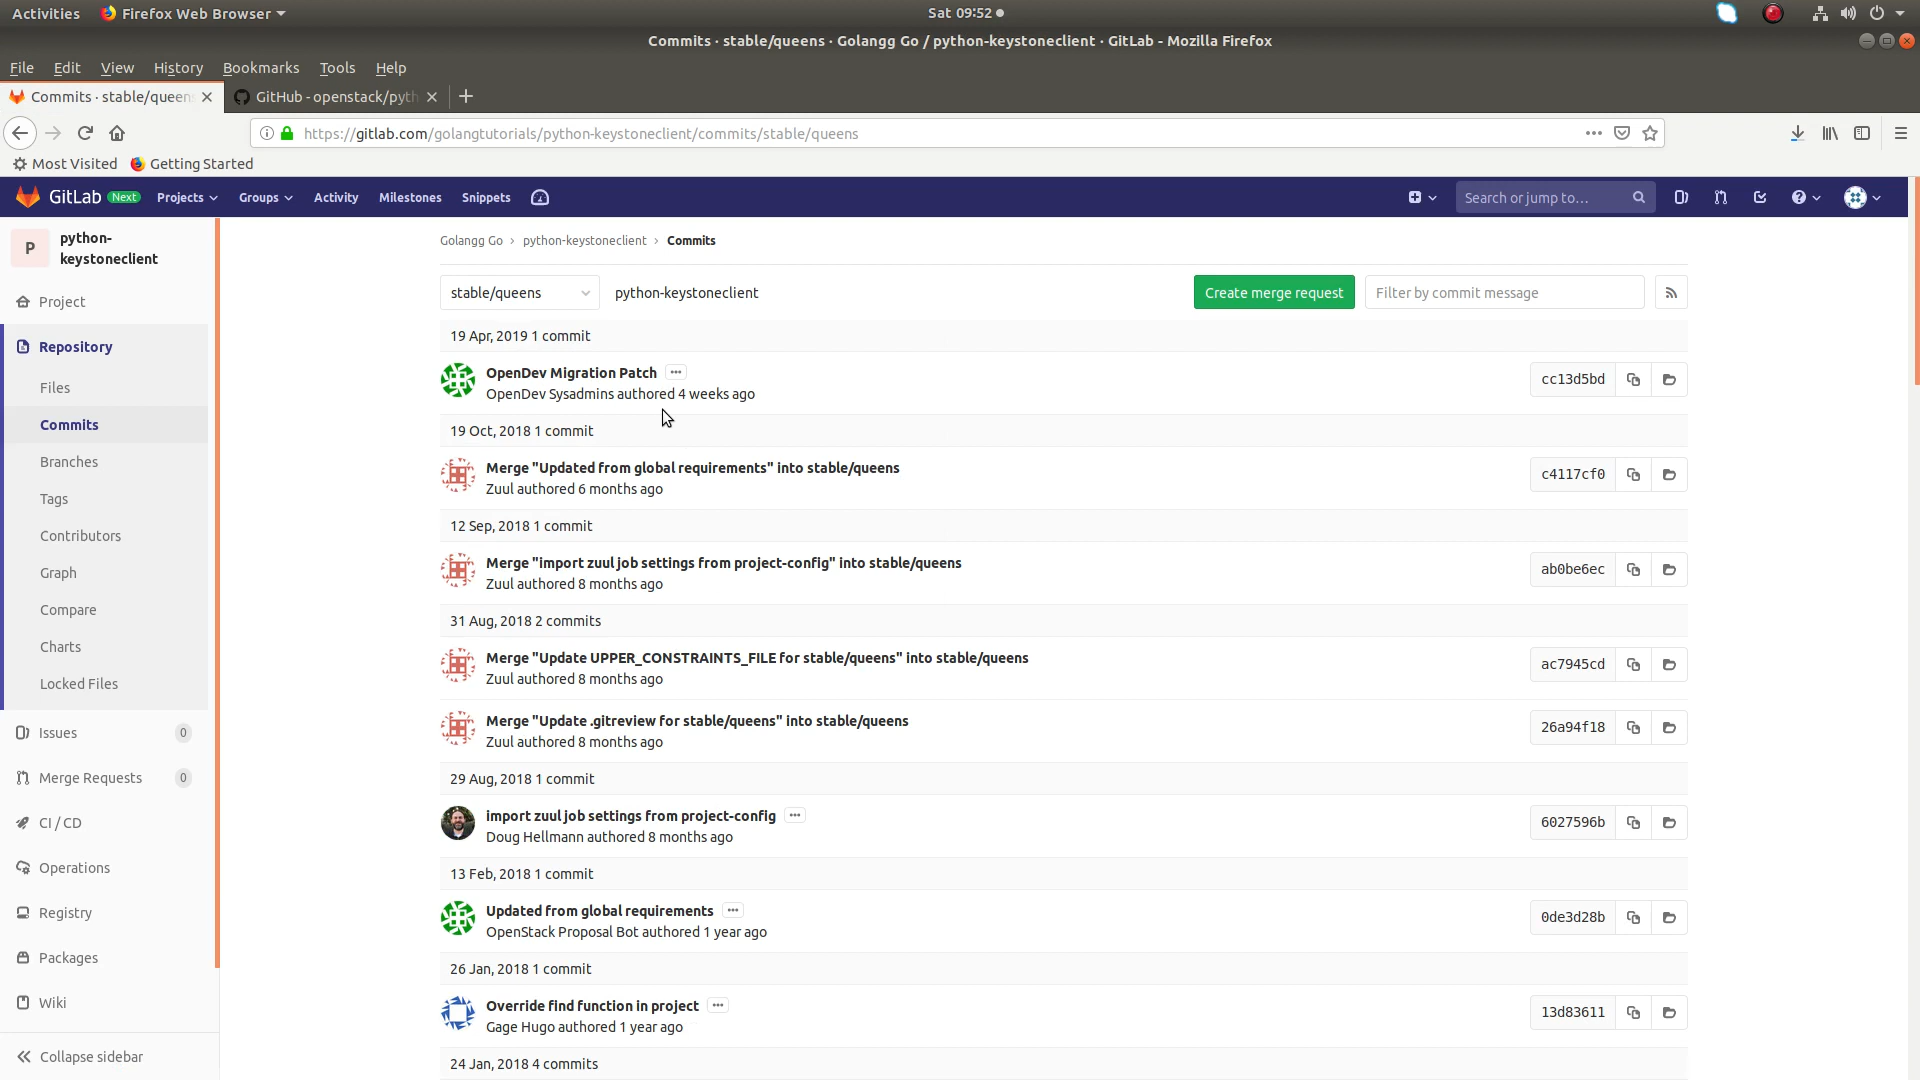 Activities Firefox Web Browser Sat 09:52
Commits · stable/queens · Golangg Go / python-keystoneclient · GitLab - Mozilla Firefox
File Edit View History Bookmarks Tools Help
Commits · stable/queen GitHub - openstack/pyth
https://gitlab.com/golangtutorials/python-keystoneclient/commits/stable/queens
Most Visited Getting Started
GitLab Next Projects Groups Activity Milestones Snippets Search or jump to...
P python-keystoneclient
Project
Repository
Files
Commits
Branches
Tags
Contributors
Graph
Compare
Charts
Locked Files
Issues 0
Merge Requests 0
CI / CD
Operations
Registry
Packages
Wiki
Collapse sidebar
Golangg Go › python-keystoneclient › Commits
stable/queens python-keystoneclient Create merge request Filter by commit message
19 Apr, 2019 1 commit
OpenDev Migration Patch ... cc13d5bd
OpenDev Sysadmins authored 4 weeks ago
19 Oct, 2018 1 commit
Merge "Updated from global requirements" into stable/queens c4117cf0
Zuul authored 6 months ago
12 Sep, 2018 1 commit
Merge "import zuul job settings from project-config" into stable/queens ab0be6ec
Zuul authored 8 months ago
31 Aug, 2018 2 commits
Merge "Update UPPER_CONSTRAINTS_FILE for stable/queens" into stable/queens ac7945cd
Zuul authored 8 months ago
Merge "Update .gitreview for stable/queens" into stable/queens 26a94f18
Zuul authored 8 months ago
29 Aug, 2018 1 commit
import zuul job settings from project-config ... 6027596b
Doug Hellmann authored 8 months ago
13 Feb, 2018 1 commit
Updated from global requirements ... 0de3d28b
OpenStack Proposal Bot authored 1 year ago
26 Jan, 2018 1 commit
Override find function in project ... 13d83611
Gage Hugo authored 1 year ago
24 Jan, 2018 4 commits